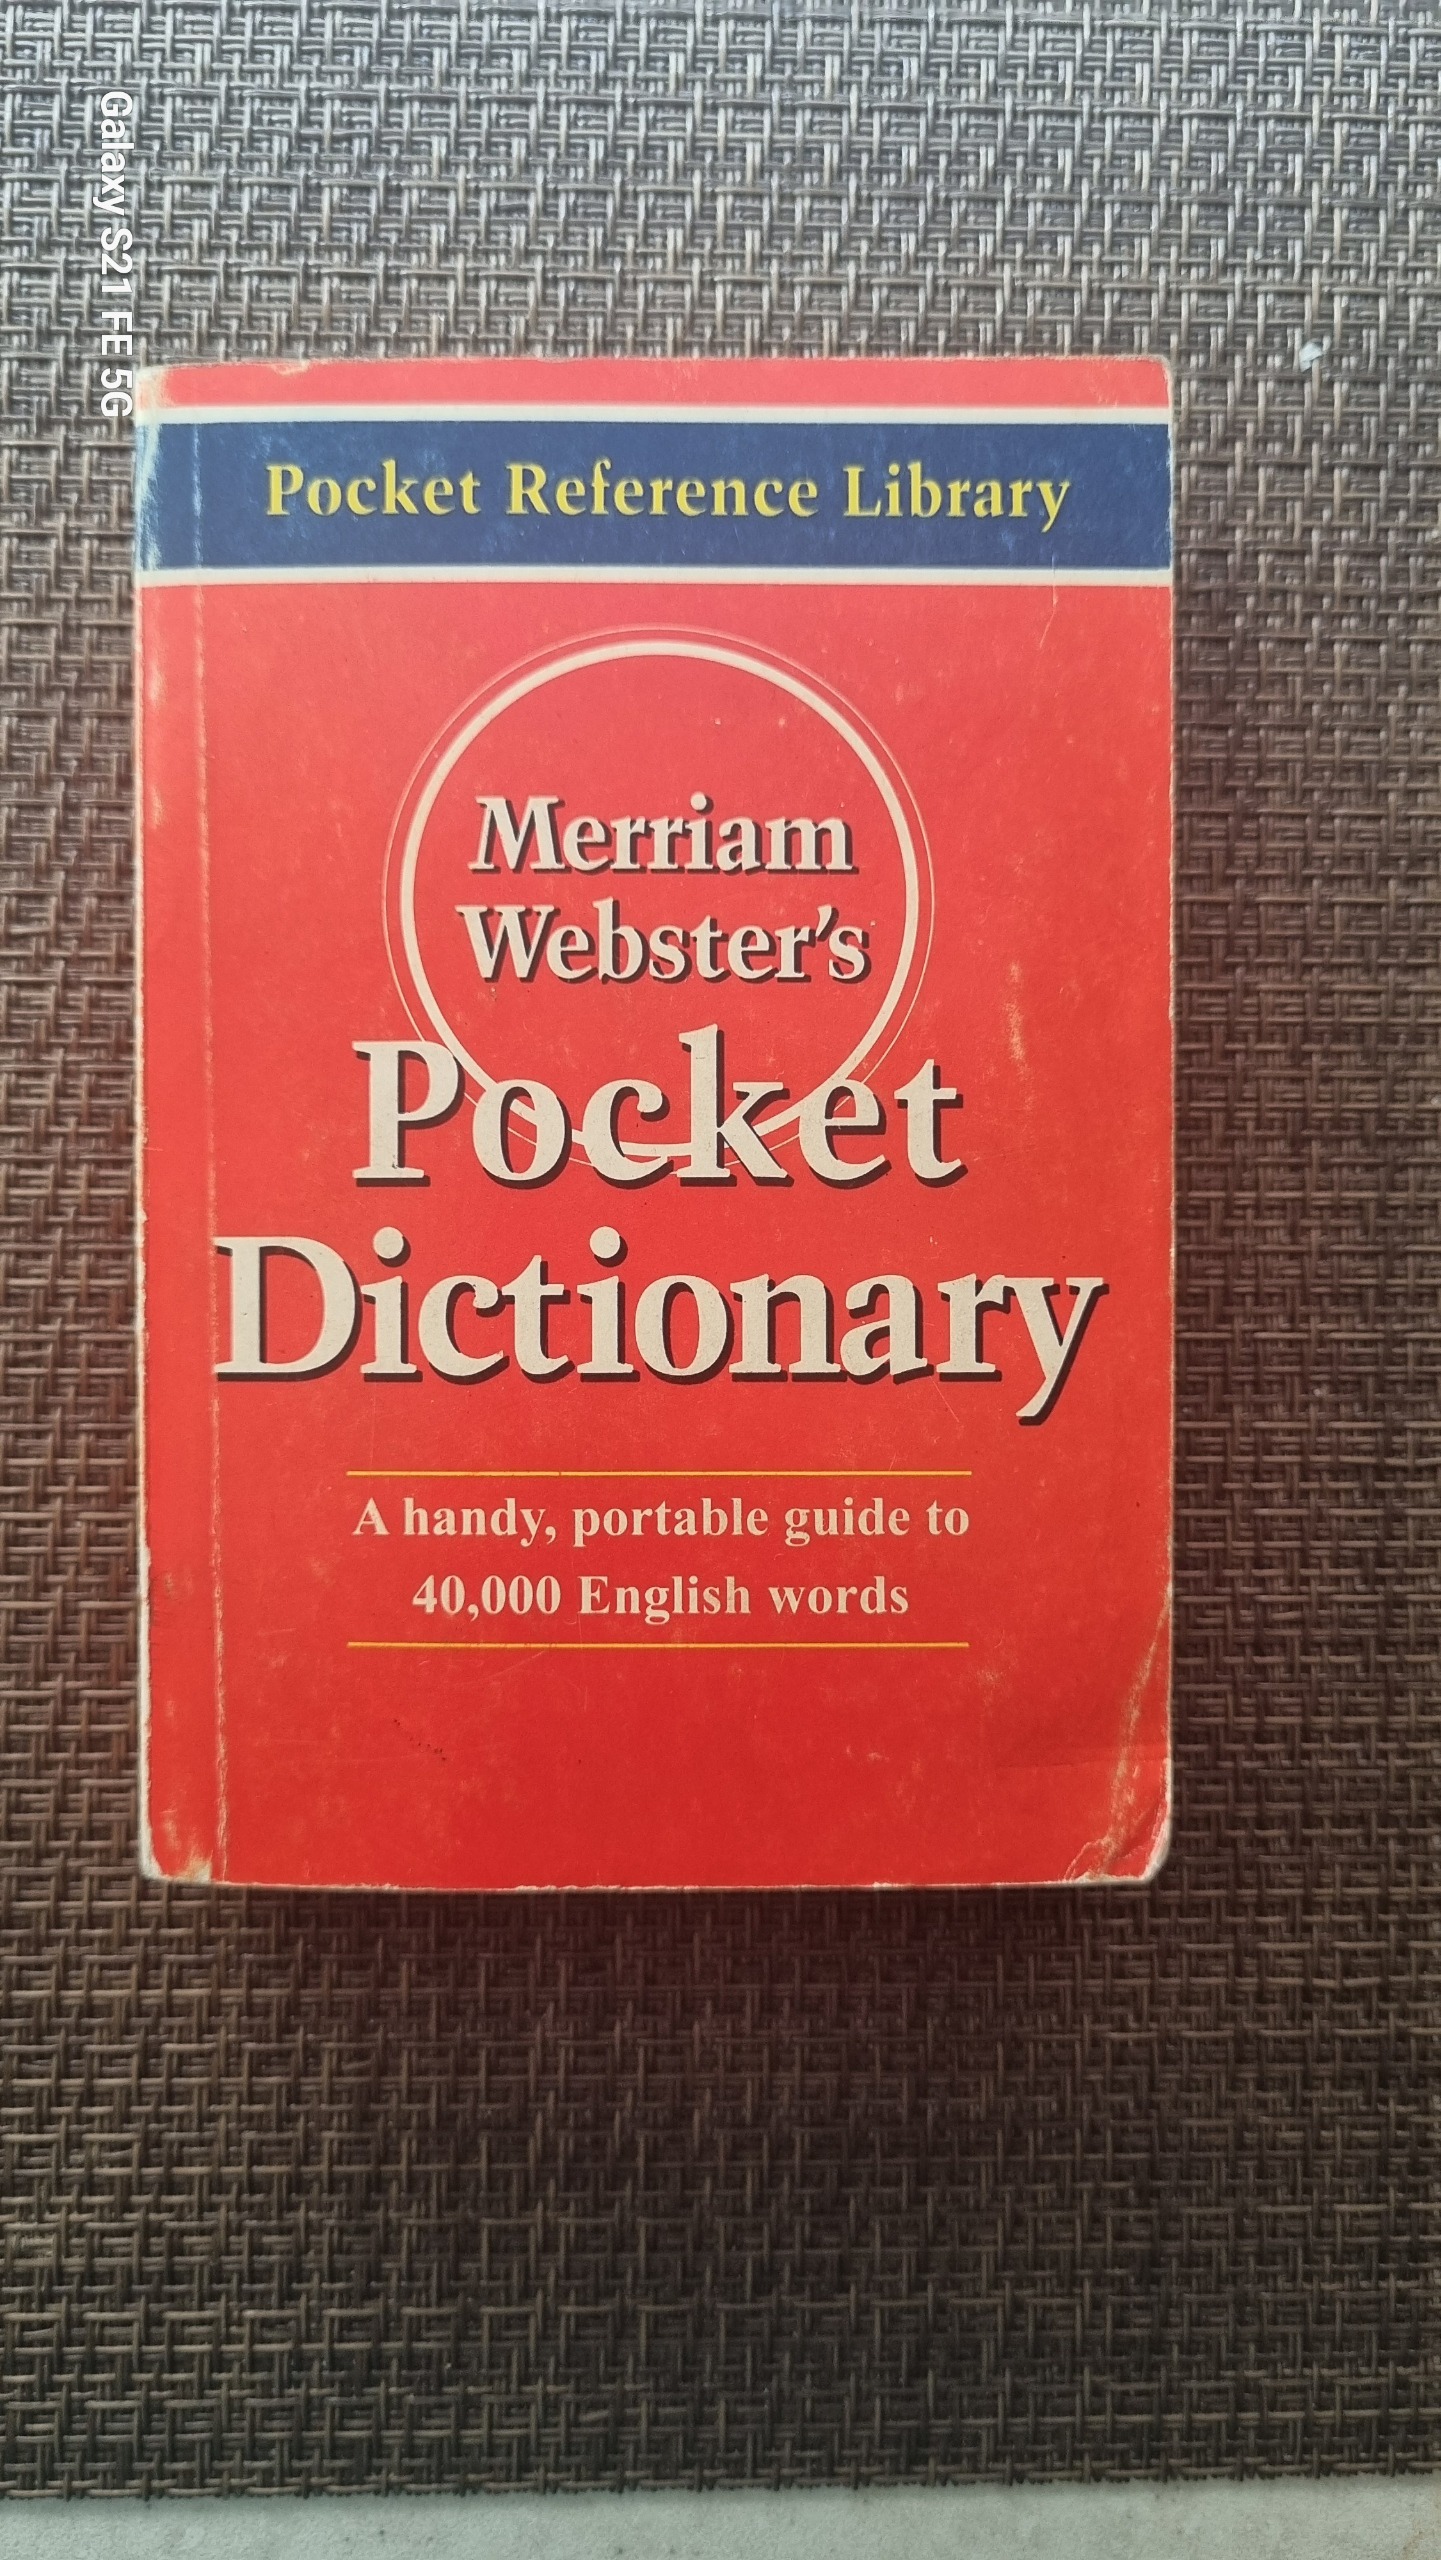 Galaxy S21 FE 5G
Pocket Reference Library
Merriam
Webster's
Pocket
Dictionary
A handy, portable guide to
40,000 English words